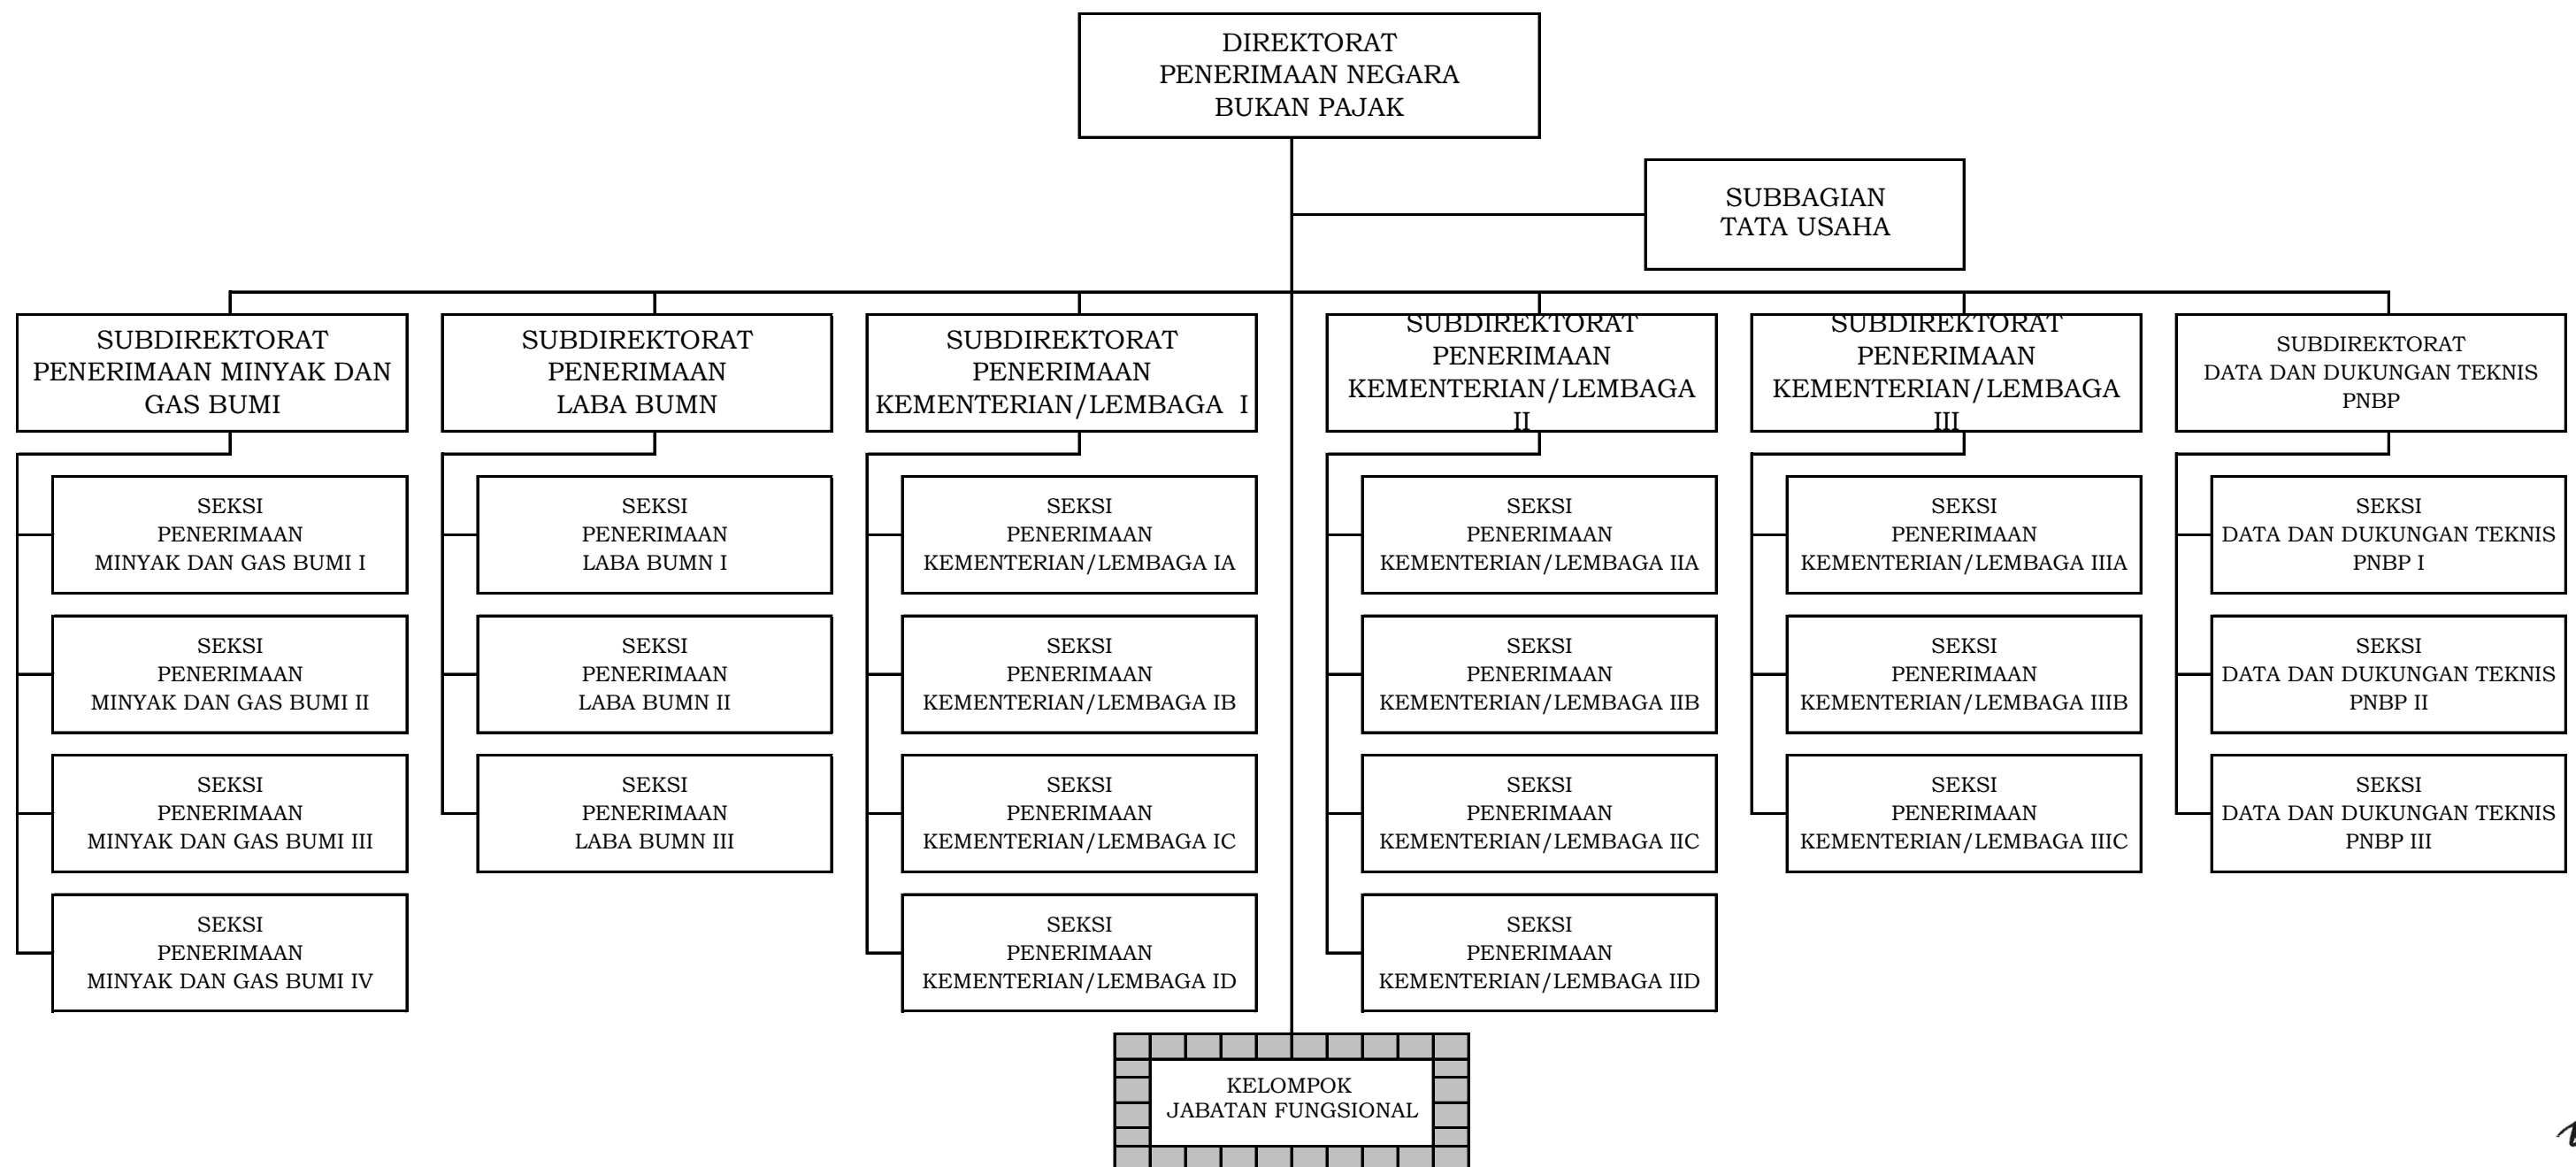 DIREKTORAT
PENERIMAAN NEGARA
BUKAN PAJAK
SUBBAGIAN
TATA USAHA
SUBDIREKTORAT
PENERIMAAN MINYAK DAN
GAS BUMI
SUBDIREKTORAT
PENERIMAAN
LABA BUMN
SUBDIREKTORAT
PENERIMAAN
KEMENTERIAN/LEMBAGA I
SUBDIREKTORAT
PENERIMAAN
KEMENTERIAN/LEMBAGA
II
SUBDIREKTORAT
PENERIMAAN
KEMENTERIAN/LEMBAGA
III
SUBDIREKTORAT
DATA DAN DUKUNGAN TEKNIS
PNBP
SEKSI
PENERIMAAN
MINYAK DAN GAS BUMI I
SEKSI
PENERIMAAN
LABA BUMN I
SEKSI
PENERIMAAN
KEMENTERIAN/LEMBAGA IA
SEKSI
PENERIMAAN
KEMENTERIAN/LEMBAGA IIA
SEKSI
PENERIMAAN
KEMENTERIAN/LEMBAGA IIIA
SEKSI
DATA DAN DUKUNGAN TEKNIS
PNBP I
SEKSI
PENERIMAAN
MINYAK DAN GAS BUMI II
SEKSI
PENERIMAAN
LABA BUMN II
SEKSI
PENERIMAAN
KEMENTERIAN/LEMBAGA IB
SEKSI
PENERIMAAN
KEMENTERIAN/LEMBAGA IIB
SEKSI
PENERIMAAN
KEMENTERIAN/LEMBAGA IIIB
SEKSI
DATA DAN DUKUNGAN TEKNIS
PNBP II
SEKSI
PENERIMAAN
MINYAK DAN GAS BUMI III
SEKSI
PENERIMAAN
LABA BUMN III
SEKSI
PENERIMAAN
KEMENTERIAN/LEMBAGA IC
SEKSI
PENERIMAAN
KEMENTERIAN/LEMBAGA IIC
SEKSI
PENERIMAAN
KEMENTERIAN/LEMBAGA IIIC
SEKSI
DATA DAN DUKUNGAN TEKNIS
PNBP III
SEKSI
PENERIMAAN
MINYAK DAN GAS BUMI IV
SEKSI
PENERIMAAN
KEMENTERIAN/LEMBAGA ID
SEKSI
PENERIMAAN
KEMENTERIAN/LEMBAGA IID
KELOMPOK
JABATAN FUNGSIONAL